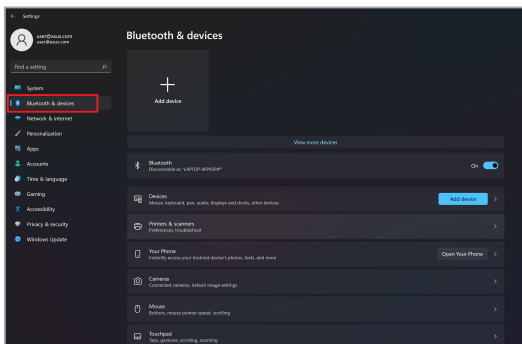 Settings
user@asus.com
user@asus.com
Find a setting
System
Bluetooth & devices
Network & internet
Personalization
Apps
Accounts
Time & language
Gaming
Accessibility
Privacy & security
Windows Update
Bluetooth & devices
Add device
View more devices
Bluetooth
Discoverable as "LAPTOP-8FP6SPIP"
On
Devices
Mouse, keyboard, pen, audio, displays and docks, other devices
Add device
Printers & scanners
Preferences, troubleshoot
Your Phone
Instantly access your Android device's photos, texts, and more
Open Your Phone
Cameras
Connected cameras, default image settings
Mouse
Buttons, mouse pointer speed, scrolling
Touchpad
Taps, gestures, scrolling, zooming